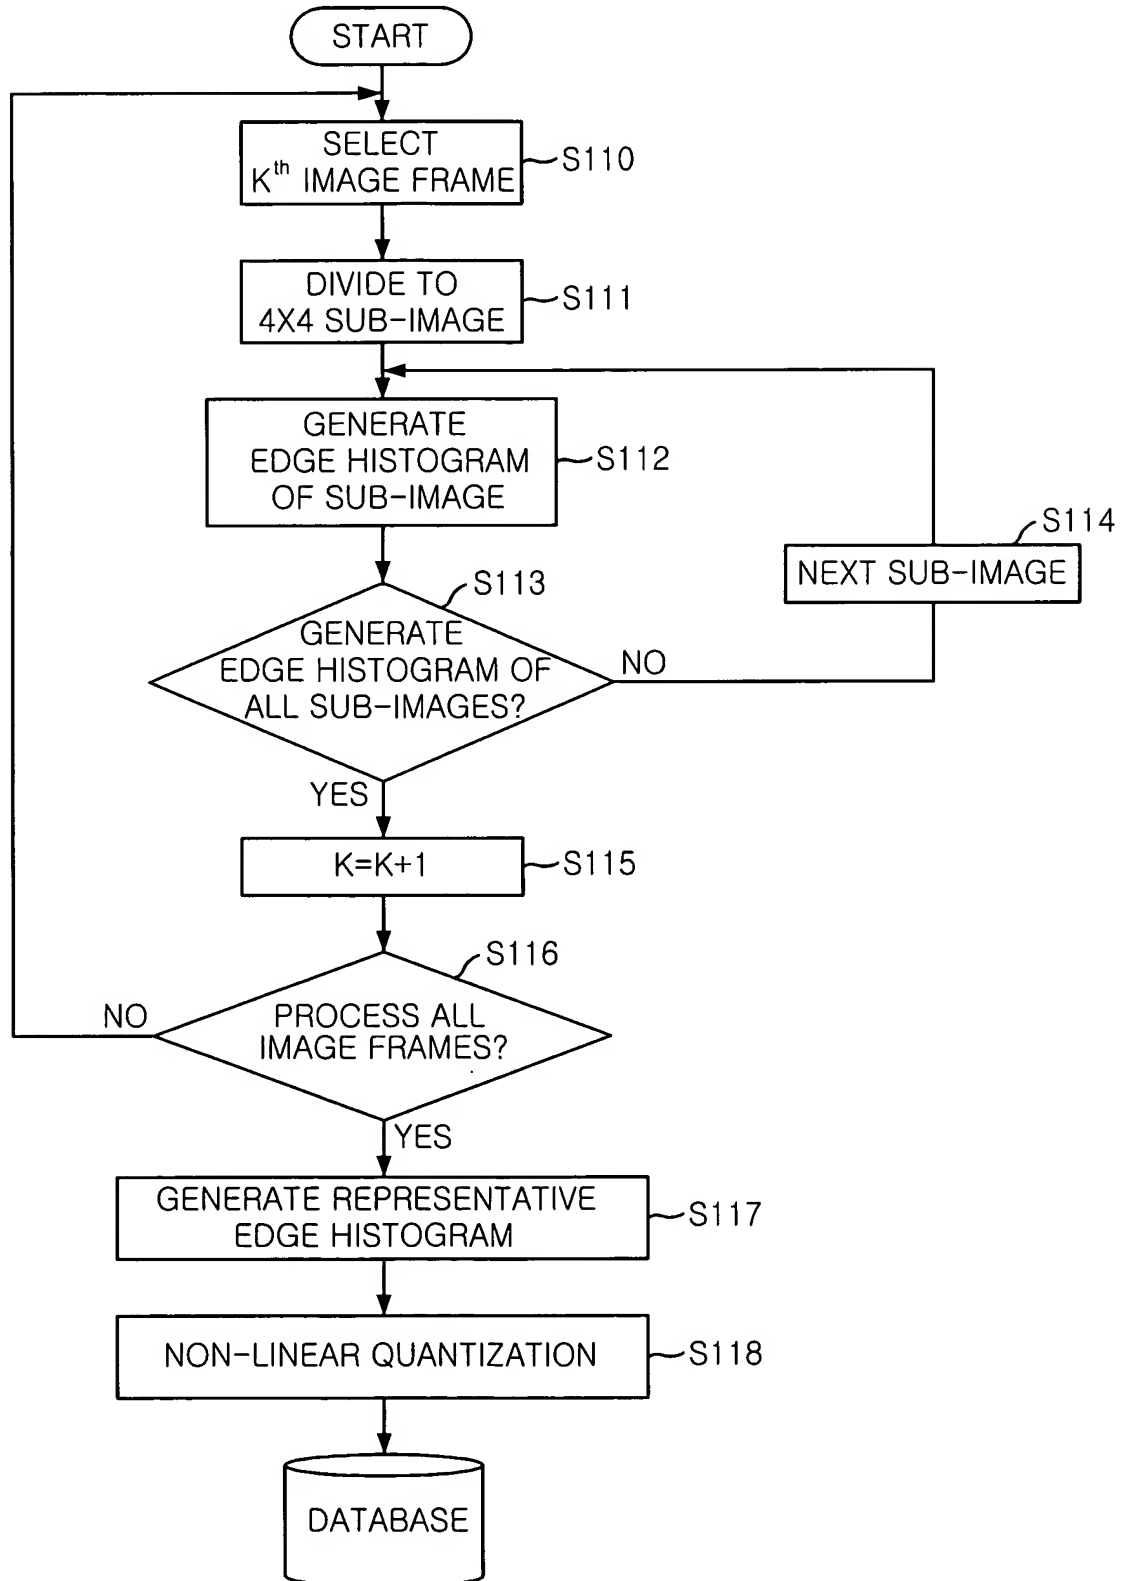 START
SELECT
Kth IMAGE FRAME
S110
DIVIDE TO
4X4 SUB-IMAGE
S111
GENERATE
EDGE HISTOGRAM
OF SUB-IMAGE
S112
S114
NEXT SUB-IMAGE
S113
GENERATE
EDGE HISTOGRAM OF
ALL SUB-IMAGES?
NO
YES
K=K+1
S115
S116
NO
PROCESS ALL
IMAGE FRAMES?
YES
GENERATE REPRESENTATIVE
EDGE HISTOGRAM
S117
NON-LINEAR QUANTIZATION
S118
DATABASE